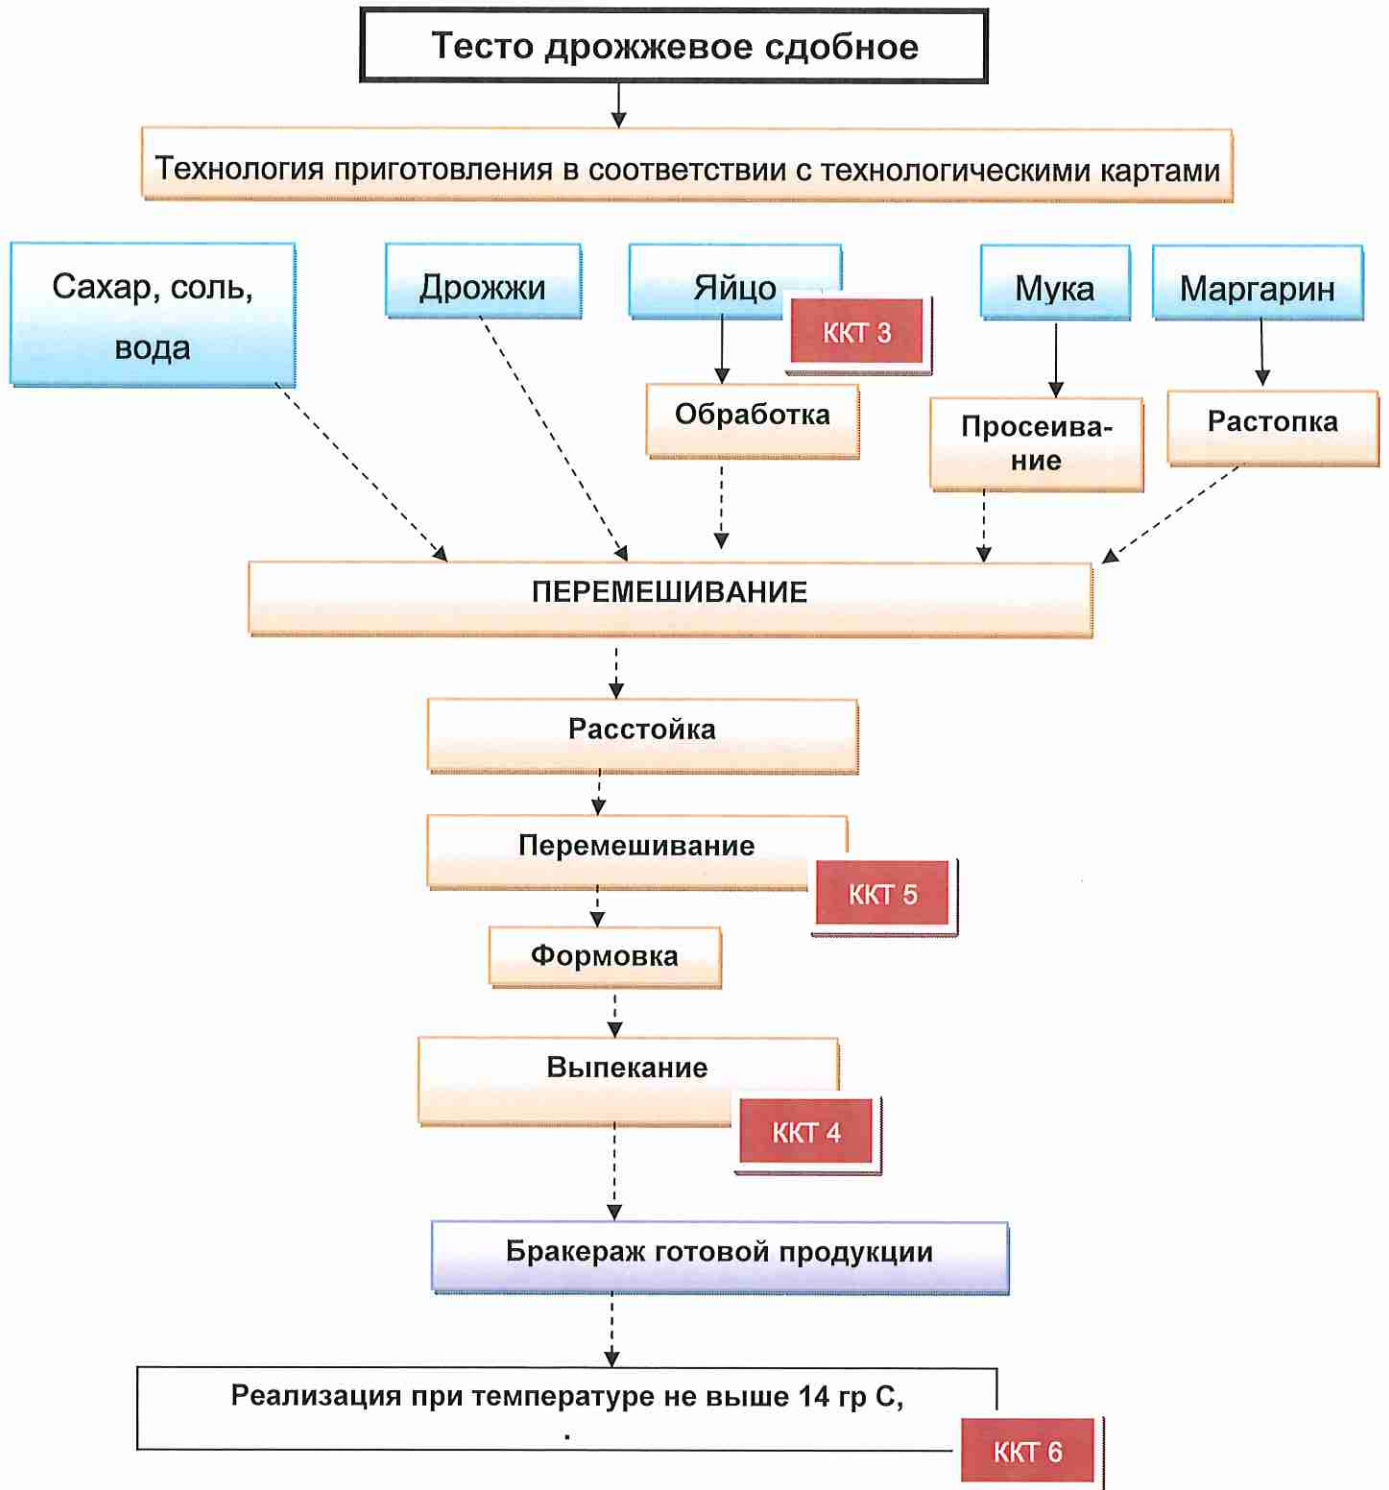 Тесто дрожжевое сдобное
Технология приготовления в соответствии с технологическими картами
Сахар, соль,
вода
Дрожжи
Яйцо
ККТ 3
Мука
Маргарин
Обработка
Просеива-
ние
Растопка
ПЕРЕМЕШИВАНИЕ
Расстойка
Перемешивание
ККТ 5
Формовка
Выпекание
ККТ 4
Бракераж готовой продукции
Реализация при температуре не выше 14 гр С,
.
ККТ 6